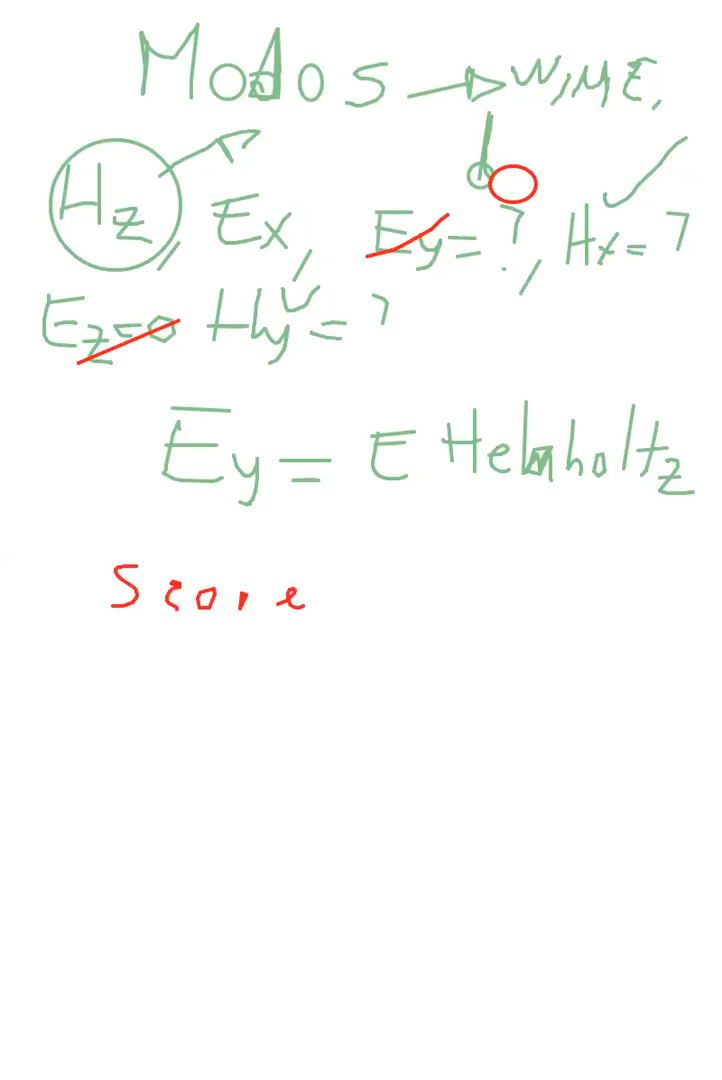 Modos → W, M E,
Hz, Ex, Ey = ?, Hx = ?
Ez = 0 Hy = ?
Ey = E Helmholtz
Score